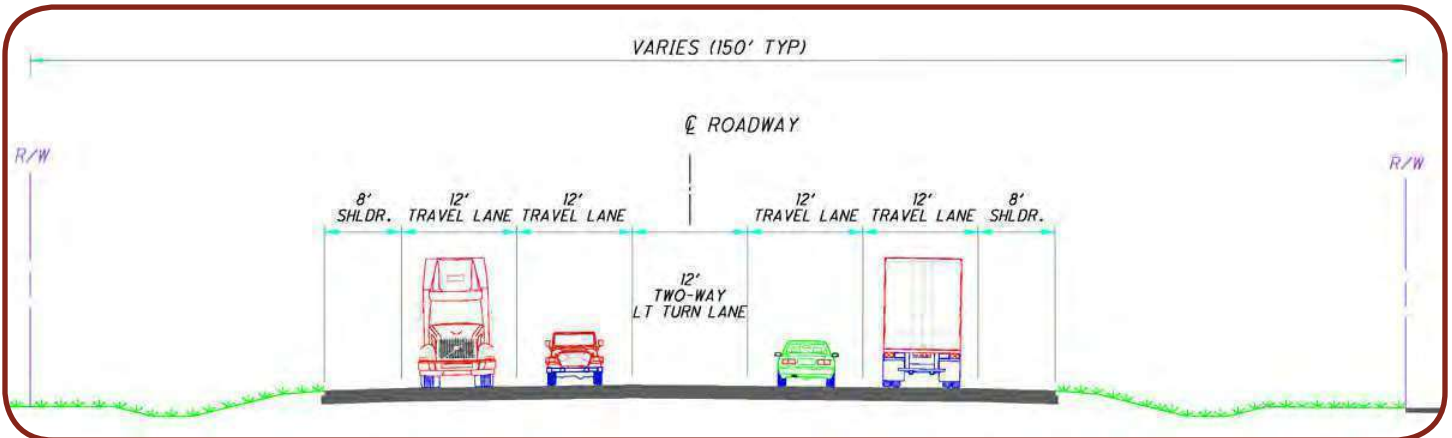 VARIES (150' TYP)
℄ ROADWAY
R/W
R/W
8'
SHLDR.
12'
TRAVEL LANE
12'
TRAVEL LANE
12'
TRAVEL LANE
12'
TRAVEL LANE
8'
SHLDR.
12'
TWO-WAY
LT TURN LANE